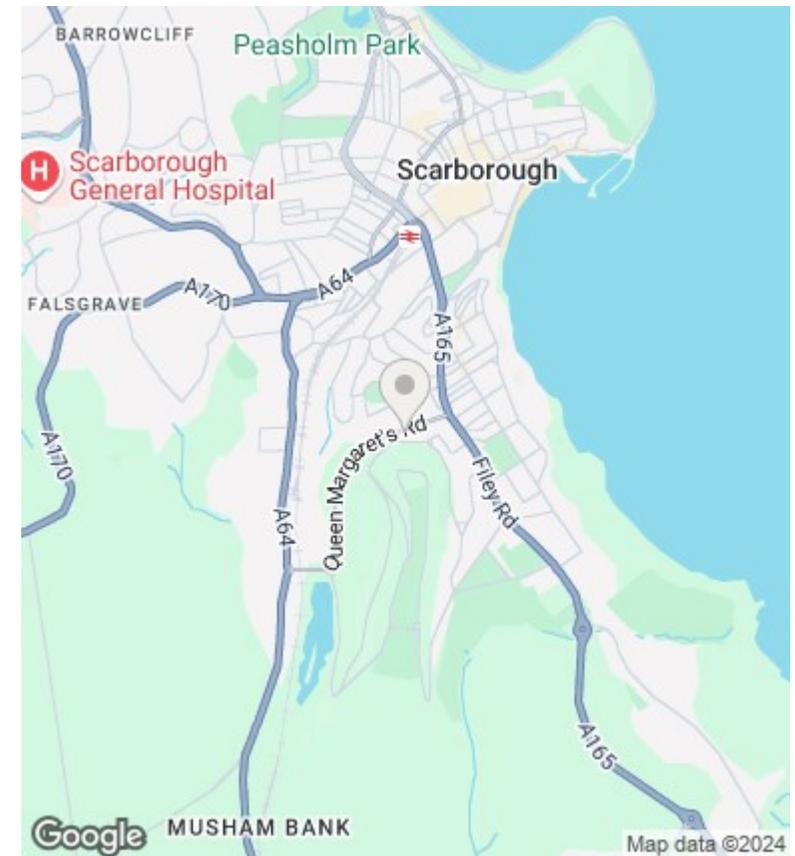 BARROWCLIFF
Peasholm Park
H
Scarborough
General Hospital
Scarborough
A64
A170
FALSGRAVE
A165
A170
Queen Margaret's Rd
Filey Rd
A64
A165
Google
MUSHAM BANK
Map data ©2024